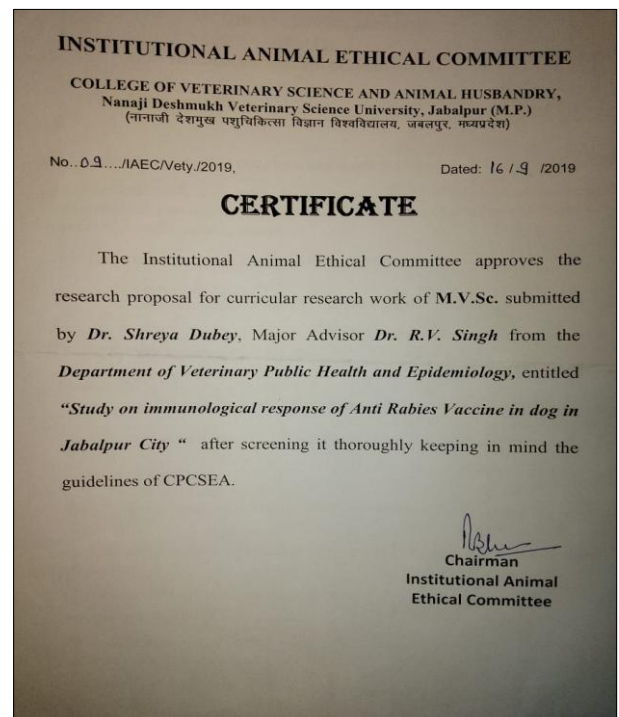 INSTITUTIONAL ANIMAL ETHICAL COMMITTEE
COLLEGE OF VETERINARY SCIENCE AND ANIMAL HUSBANDRY,
Nanaji Deshmukh Veterinary Science University, Jabalpur (M.P.)
(नानाजी देशमुख पशुचिकित्सा विज्ञान विश्वविद्यालय, जबलपुर, मध्यप्रदेश)
No..09..../IAEC/Vety./2019, Dated: 16 / 9 /2019
CERTIFICATE
The Institutional Animal Ethical Committee approves the
research proposal for curricular research work of M.V.Sc. submitted
by Dr. Shreya Dubey, Major Advisor Dr. R.V. Singh from the
Department of Veterinary Public Health and Epidemiology, entitled
“Study on immunological response of Anti Rabies Vaccine in dog in
Jabalpur City “ after screening it thoroughly keeping in mind the
guidelines of CPCSEA.
Chairman
Institutional Animal
Ethical Committee